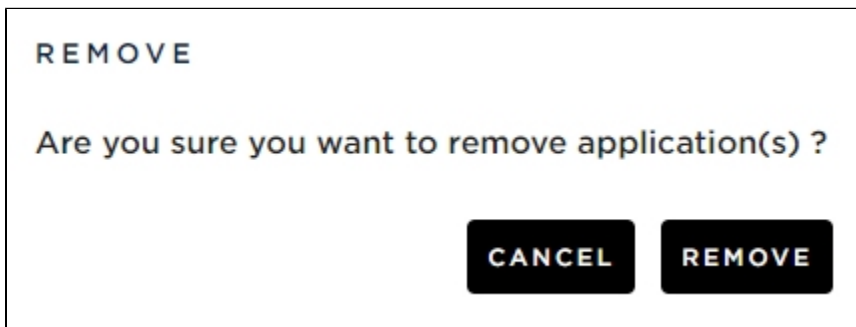 REMOVE
Are you sure you want to remove application(s) ?
CANCEL REMOVE